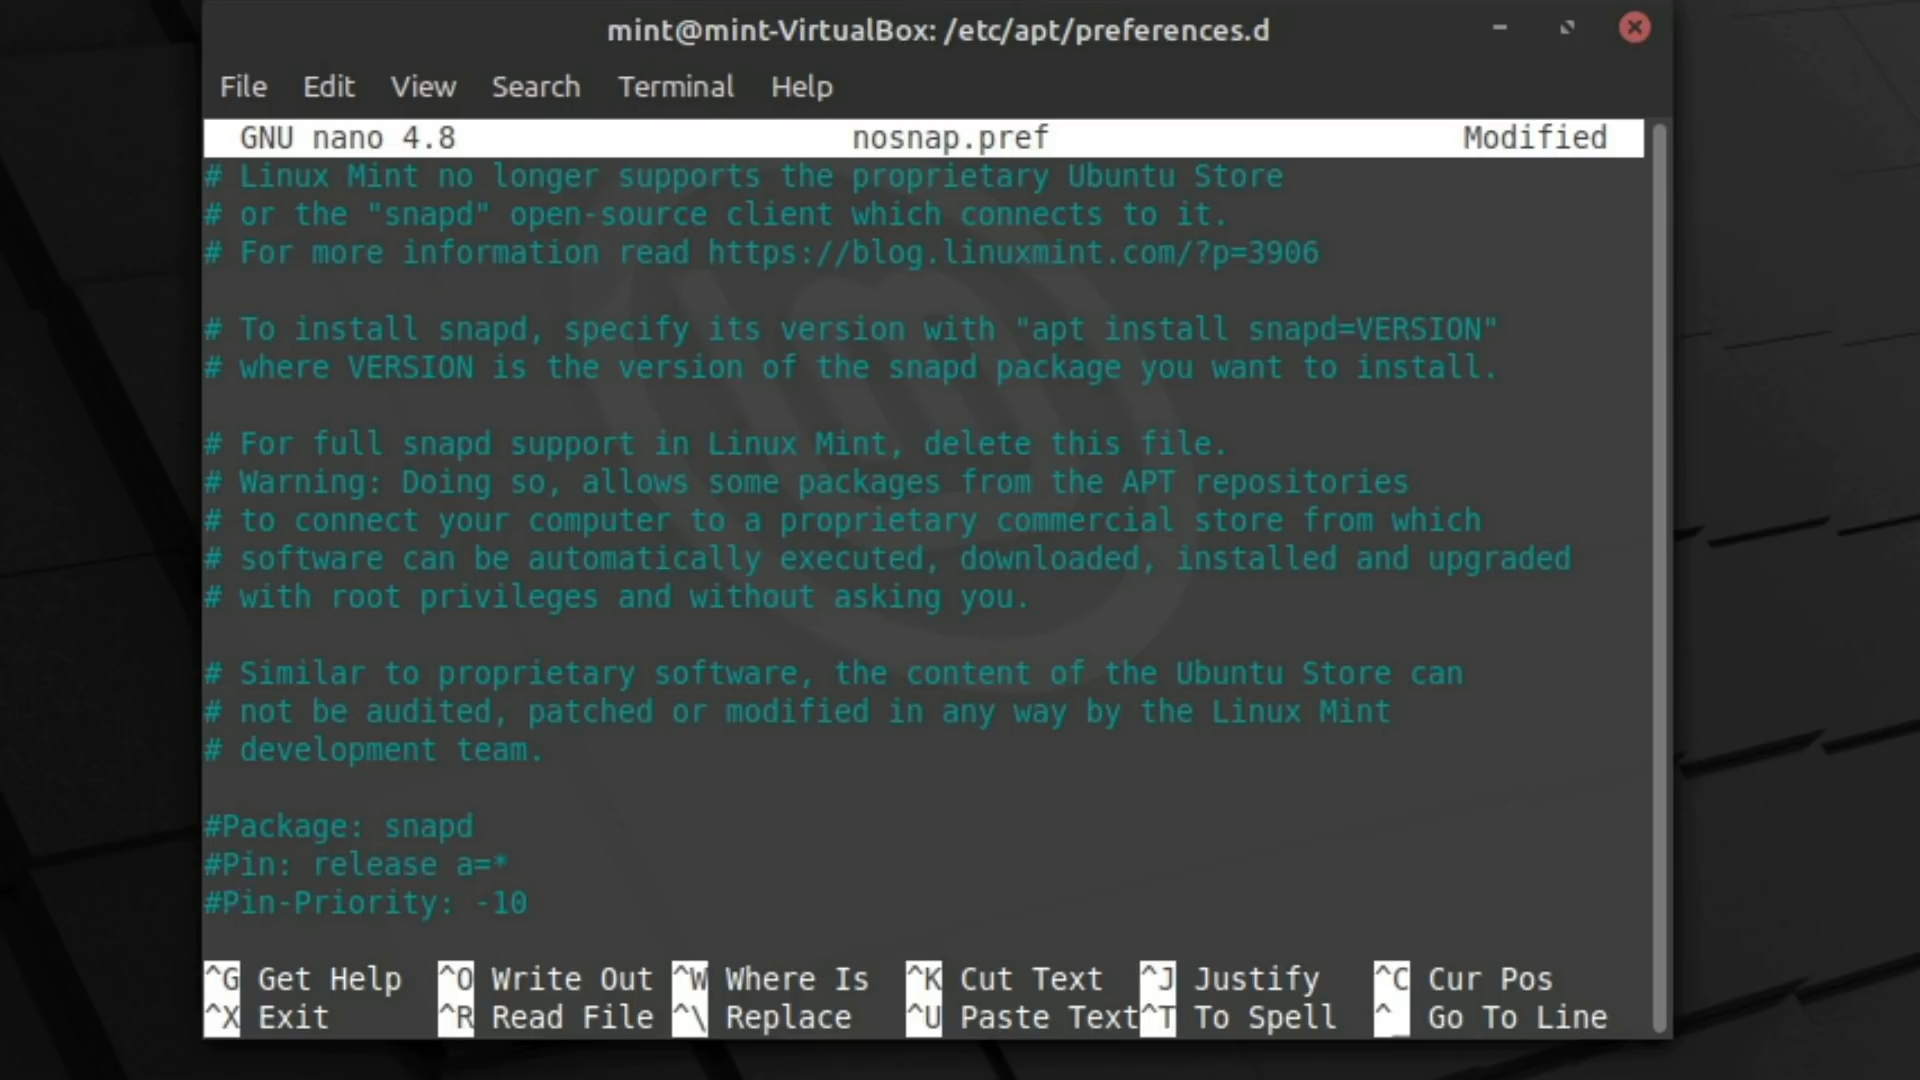 mint@mint-VirtualBox: /etc/apt/preferences.d
File Edit View Search Terminal Help
GNU nano 4.8 nosnap.pref Modified
# Linux Mint no longer supports the proprietary Ubuntu Store
# or the "snapd" open-source client which connects to it.
# For more information read https://blog.linuxmint.com/?p=3906
# To install snapd, specify its version with "apt install snapd=VERSION"
# where VERSION is the version of the snapd package you want to install.
# For full snapd support in Linux Mint, delete this file.
# Warning: Doing so, allows some packages from the APT repositories
# to connect your computer to a proprietary commercial store from which
# software can be automatically executed, downloaded, installed and upgraded
# with root privileges and without asking you.
# Similar to proprietary software, the content of the Ubuntu Store can
# not be audited, patched or modified in any way by the Linux Mint
# development team.
#Package: snapd
#Pin: release a=*
#Pin-Priority: -10
^G Get Help ^O Write Out ^W Where Is ^K Cut Text ^J Justify ^C Cur Pos
^X Exit ^R Read File ^\ Replace ^U Paste Text ^T To Spell ^_ Go To Line